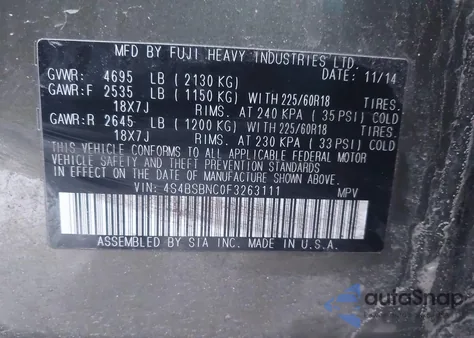 MFD BY FUJI HEAVY INDUSTRIES LTD.
DATE: 11/14
GVWR: 4695 LB (2130 KG)
GAWR:F 2535 LB (1150 KG) WITH 225/60R18 TIRES.
18X7J RIMS. AT 240 KPA (35 PSI) COLD
GAWR:R 2645 LB (1200 KG) WITH 225/60R18 TIRES.
18X7J RIMS. AT 230 KPA (33 PSI) COLD
THIS VEHICLE CONFORMS TO ALL APPLICABLE FEDERAL MOTOR
VEHICLE SAFETY AND THEFT PREVENTION STANDARDS
IN EFFECT ON THE DATE OF MANUFACTURE SHOWN ABOVE.
VIN: 4S4BSBNC0F3263111 MPV
ASSEMBLED BY SIA INC. MADE IN U.S.A.
autoSnap